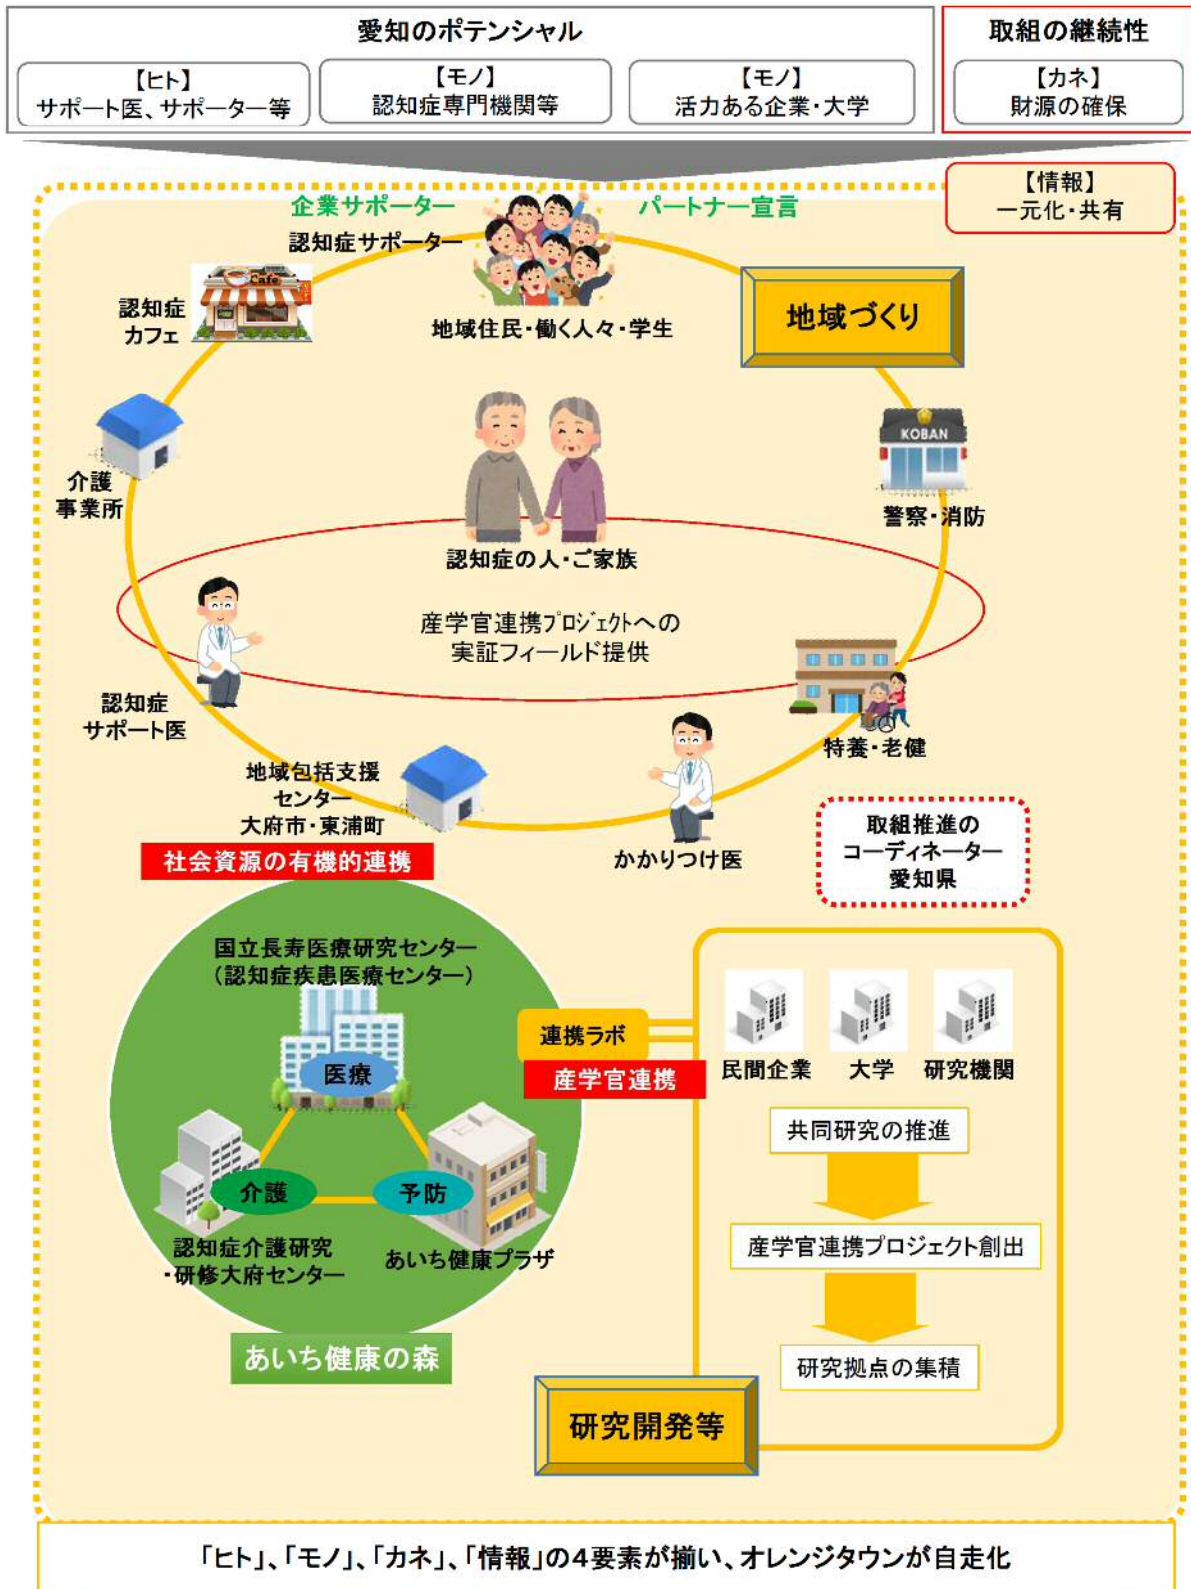 愛知のポテンシャル
取組の継続性
【ヒト】
サポート医、サポーター等
【モノ】
認知症専門機関等
【モノ】
活力ある企業・大学
【カネ】
財源の確保
【情報】
一元化・共有
企業サポーター
パートナー宣言
認知症サポーター
Cafe
認知症
カフェ
地域住民・働く人々・学生
地域づくり
KOBAN
警察・消防
介護
事業所
認知症の人・ご家族
産学官連携プロジェクトへの
実証フィールド提供
認知症
サポート医
特養・老健
地域包括支援
センター
大府市・東浦町
かかりつけ医
取組推進の
コーディネーター
愛知県
社会資源の有機的連携
国立長寿医療研究センター
（認知症疾患医療センター）
医療
連携ラボ
産学官連携
民間企業
大学
研究機関
共同研究の推進
介護
予防
認知症介護研究
・研修大府センター
あいち健康プラザ
産学官連携プロジェクト創出
あいち健康の森
研究拠点の集積
研究開発等
「ヒト」、「モノ」、「カネ」、「情報」の４要素が揃い、オレンジタウンが自走化